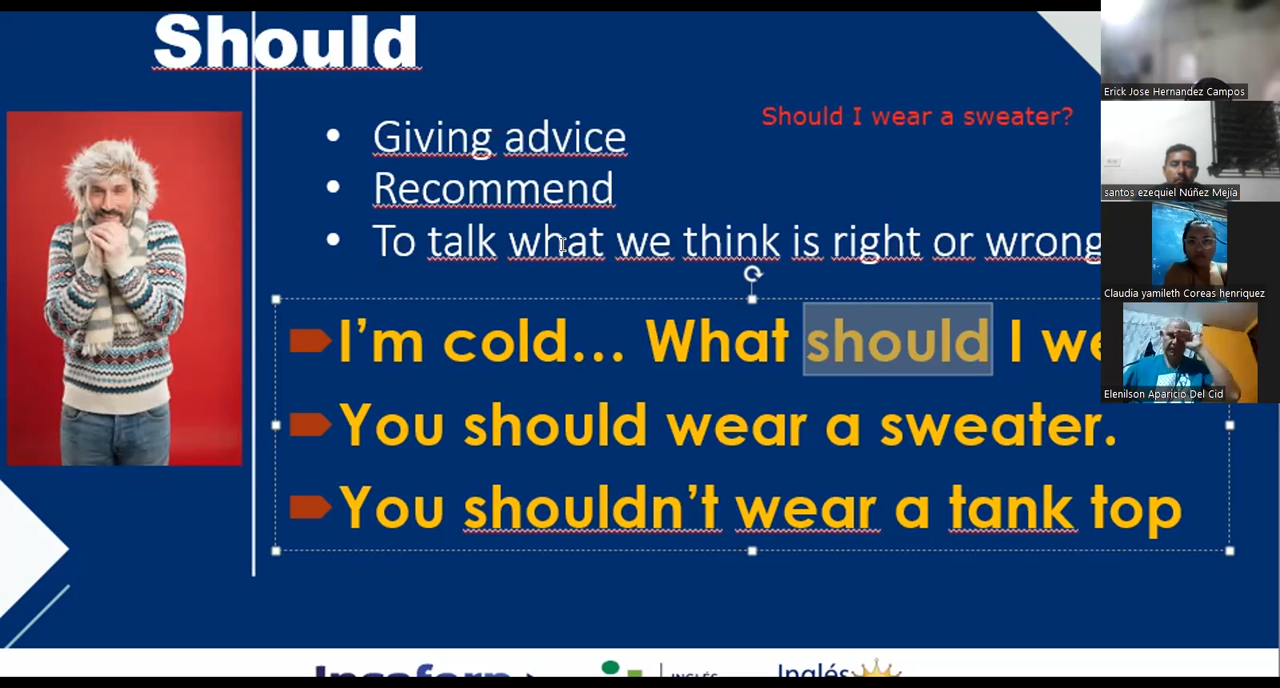 Should
Should I wear a sweater?
• Giving advice
• Recommend
• To talk what we think is right or wrong
I'm cold... What should I we
You should wear a sweater.
You shouldn't wear a tank top
Erick Jose Hernandez Campos
santos ezequiel Núñez Mejía
Claudia yamileth Coreas henriquez
Elenilson Aparicio Del Cid
Inglés